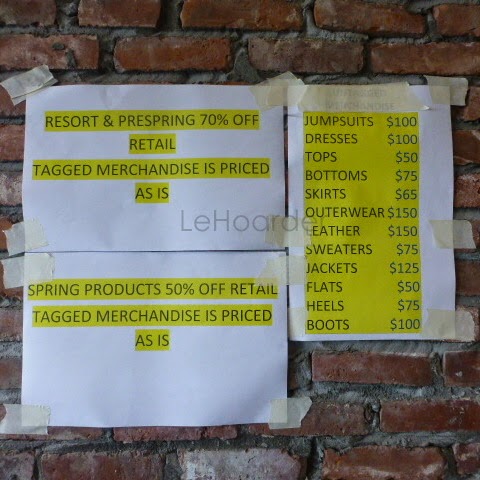 RESORT & PRESPRING 70% OFF
RETAIL
TAGGED MERCHANDISE IS PRICED
AS IS
SPRING PRODUCTS 50% OFF RETAIL
TAGGED MERCHANDISE IS PRICED
AS IS
MERCHANDISE
JUMPSUITS $100
DRESSES $100
TOPS $50
BOTTOMS $75
SKIRTS $65
OUTERWEAR $150
LEATHER $150
SWEATERS $75
JACKETS $125
FLATS $50
HEELS $75
BOOTS $100
LeHoarder